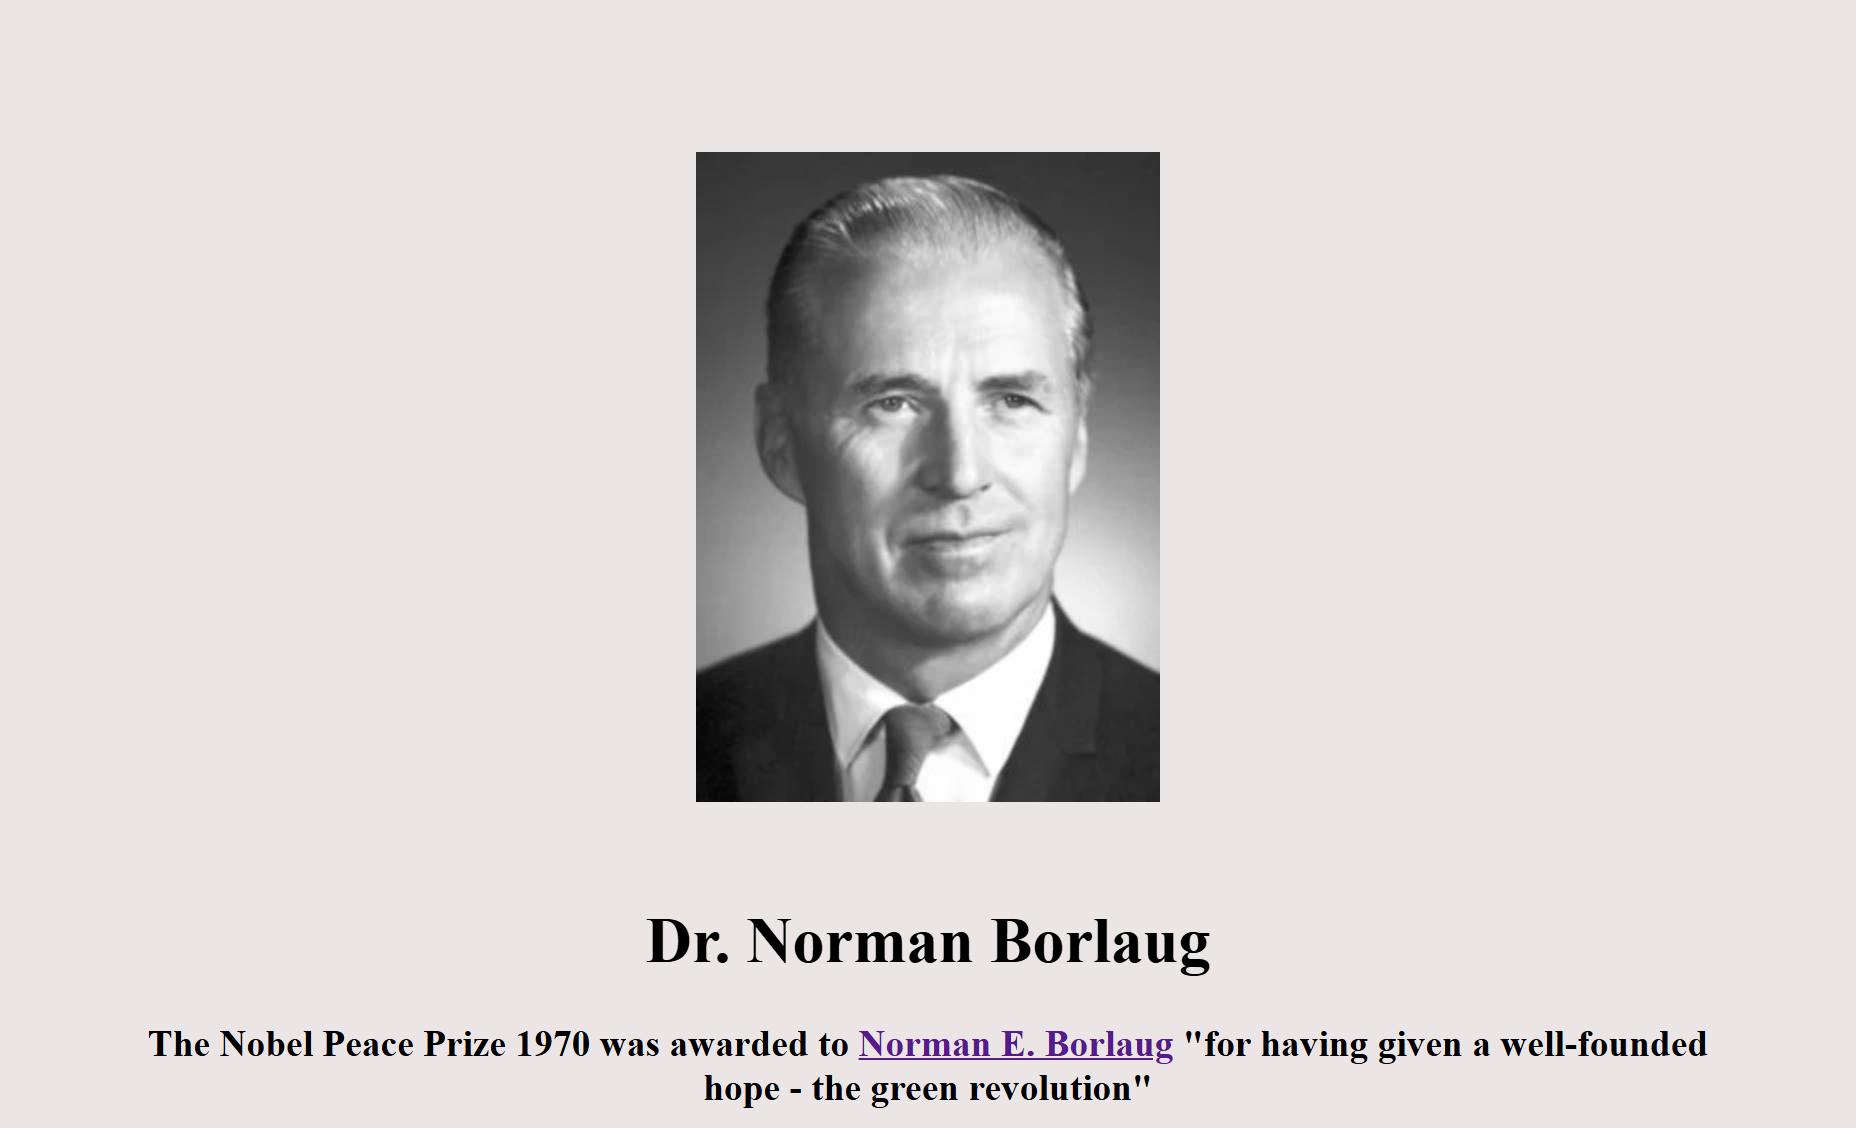 Dr. Norman Borlaug
The Nobel Peace Prize 1970 was awarded to Norman E. Borlaug "for having given a well-founded
hope - the green revolution"